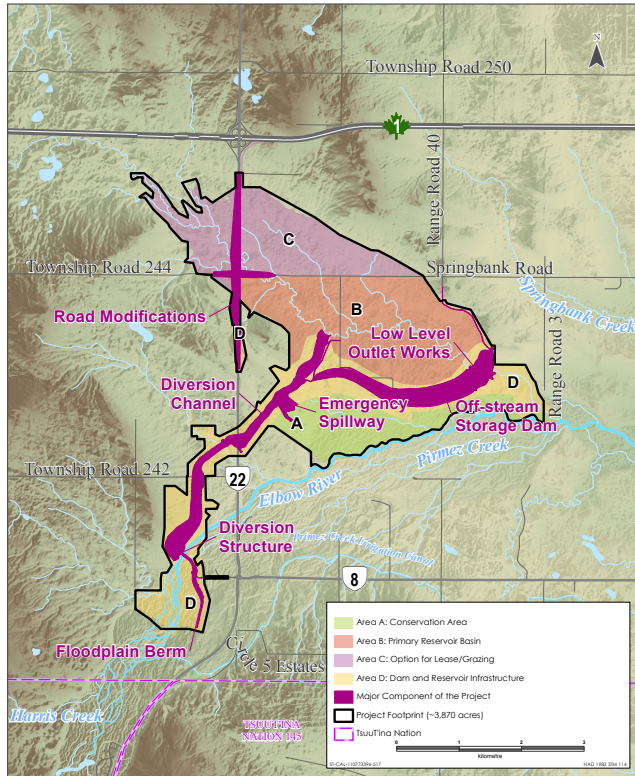 N
Township Road 250
1
Range Road 40
C
Township Road 244
Springbank Road
Springbank Creek
Road Modifications
B
Low Level
Outlet Works
D
Range Road 3
D
Diversion
Channel
Emergency
Spillway
A
Off-stream
Storage Dam
Pirmez Creek
Township Road 242
22
Elbow River
Diversion
Structure
Pirmez Creek Irrigation Canal
8
D
Floodplain Berm
Circle 5 Estates
Harris Creek
TSUUT'INA
NATION 145
Area A: Conservation Area
Area B: Primary Reservoir Basin
Area C: Option for Lease/Grazing
Area D: Dam and Reservoir Infrastructure
Major Component of the Project
Project Footprint (~3,870 acres)
TsuuT'ina Nation
0 1 2 3
kilometre
ST-CAL-110773396-517 NAD 1983 3TM 114